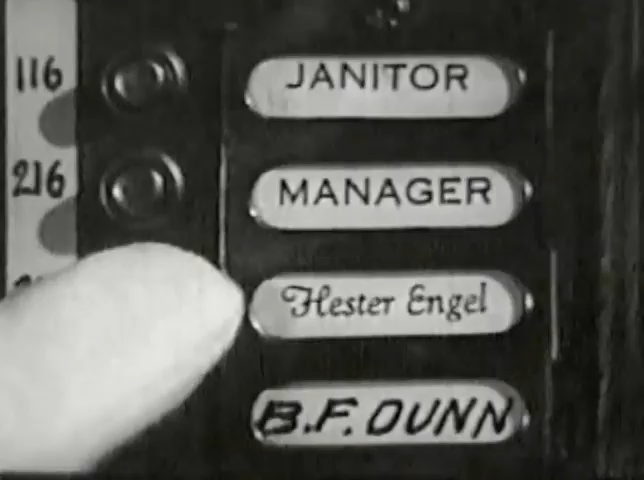 116 JANITOR
216 MANAGER
Hester Engel
B.F. DUNN